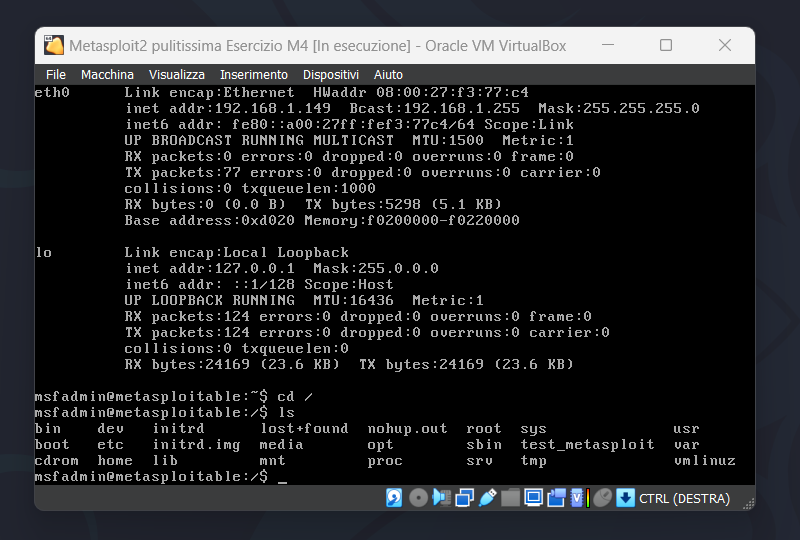 Metasploit2 pulitissima Esercizio M4 [In esecuzione] - Oracle VM VirtualBox
File Macchina Visualizza Inserimento Dispositivi Aiuto
eth0 Link encap:Ethernet HWaddr 08:00:27:f3:77:c4
inet addr:192.168.1.149 Bcast:192.168.1.255 Mask:255.255.255.0
inet6 addr: fe80::a00:27ff:fef3:77c4/64 Scope:Link
UP BROADCAST RUNNING MULTICAST MTU:1500 Metric:1
RX packets:0 errors:0 dropped:0 overruns:0 frame:0
TX packets:77 errors:0 dropped:0 overruns:0 carrier:0
collisions:0 txqueuelen:1000
RX bytes:0 (0.0 B) TX bytes:5298 (5.1 KB)
Base address:0xd020 Memory:f0200000-f0220000
lo Link encap:Local Loopback
inet addr:127.0.0.1 Mask:255.0.0.0
inet6 addr: ::1/128 Scope:Host
UP LOOPBACK RUNNING MTU:16436 Metric:1
RX packets:124 errors:0 dropped:0 overruns:0 frame:0
TX packets:124 errors:0 dropped:0 overruns:0 carrier:0
collisions:0 txqueuelen:0
RX bytes:24169 (23.6 KB) TX bytes:24169 (23.6 KB)
msfadmin@metasploitable:~$ cd /
msfadmin@metasploitable:/$ ls
bin dev initrd lost+found nohup.out root sys usr
boot etc initrd.img media opt sbin test_metasploit var
cdrom home lib mnt proc srv tmp vmlinuz
msfadmin@metasploitable:/$ _
CTRL (DESTRA)